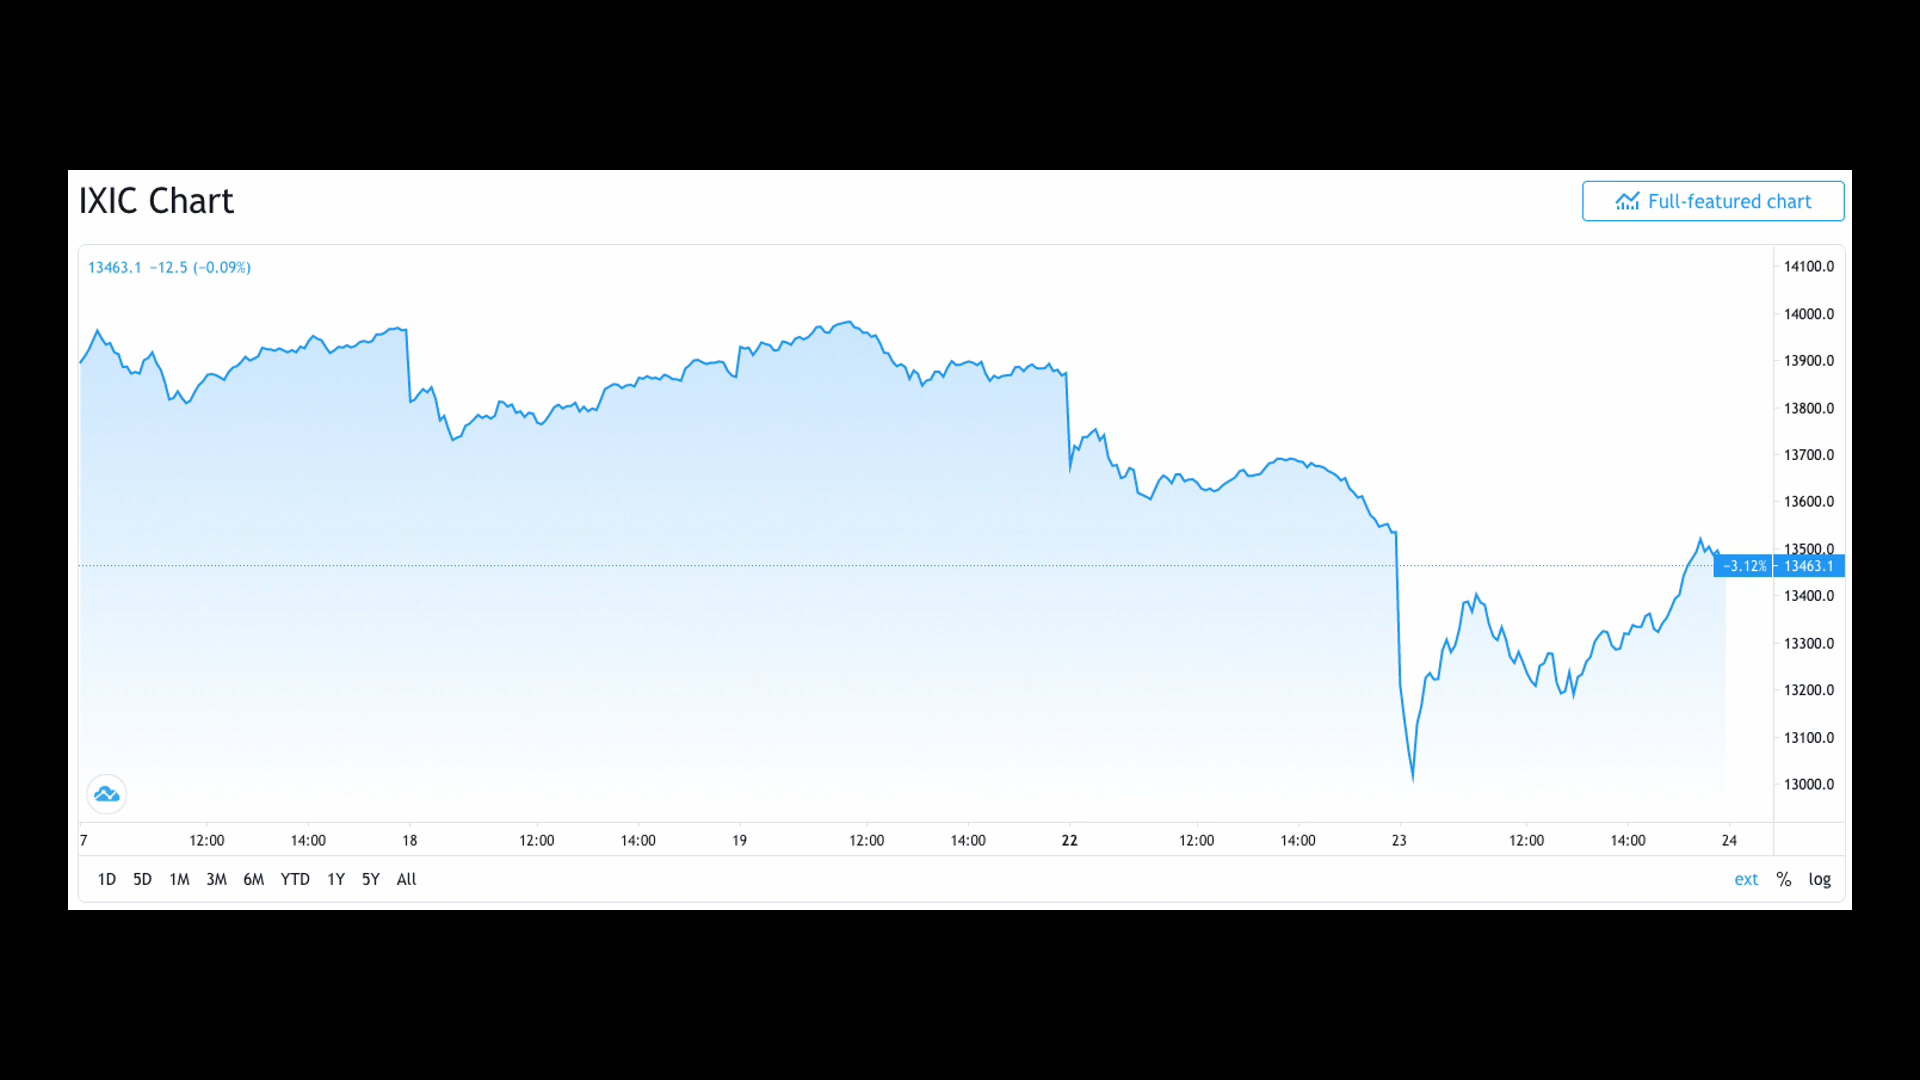 IXIC Chart
Full-featured chart
13463.1 −12.5 (−0.09%)
14100.0
14000.0
13900.0
13800.0
13700.0
13600.0
13500.0
−3.12% 13463.1
13400.0
13300.0
13200.0
13100.0
13000.0
7 12:00 14:00 18 12:00 14:00 19 12:00 14:00 22 12:00 14:00 23 12:00 14:00 24
1D 5D 1M 3M 6M YTD 1Y 5Y All ext % log